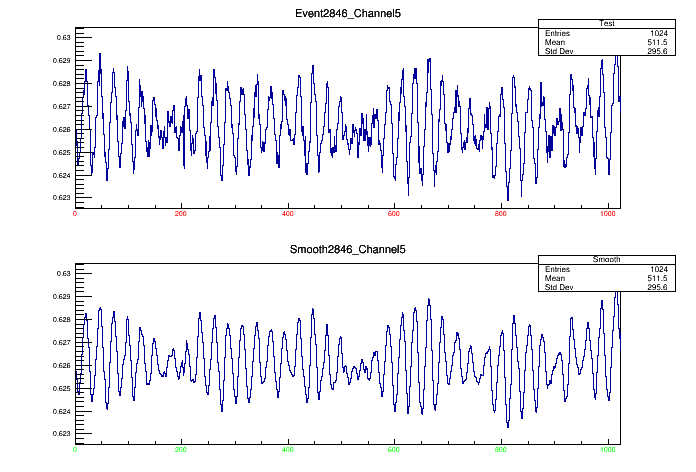 Event2846_Channel5
Test
Entries 1024
Mean 511.5
Std Dev 295.6
0.63
0.629
0.628
0.627
0.626
0.625
0.624
0.623
0 200 400 600 800 1000
Smooth2846_Channel5
Smooth
Entries 1024
Mean 511.5
Std Dev 295.6
0.63
0.629
0.628
0.627
0.626
0.625
0.624
0.623
0 200 400 600 800 1000